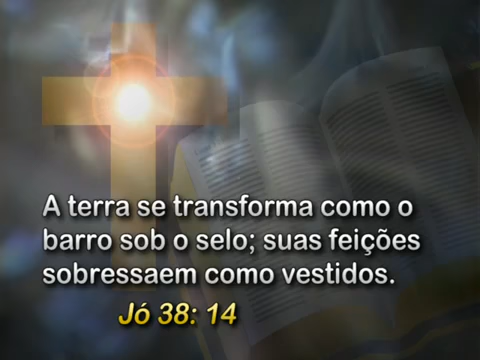 A terra se transforma como o
barro sob o selo; suas feições
sobressaem como vestidos.
Jó 38: 14